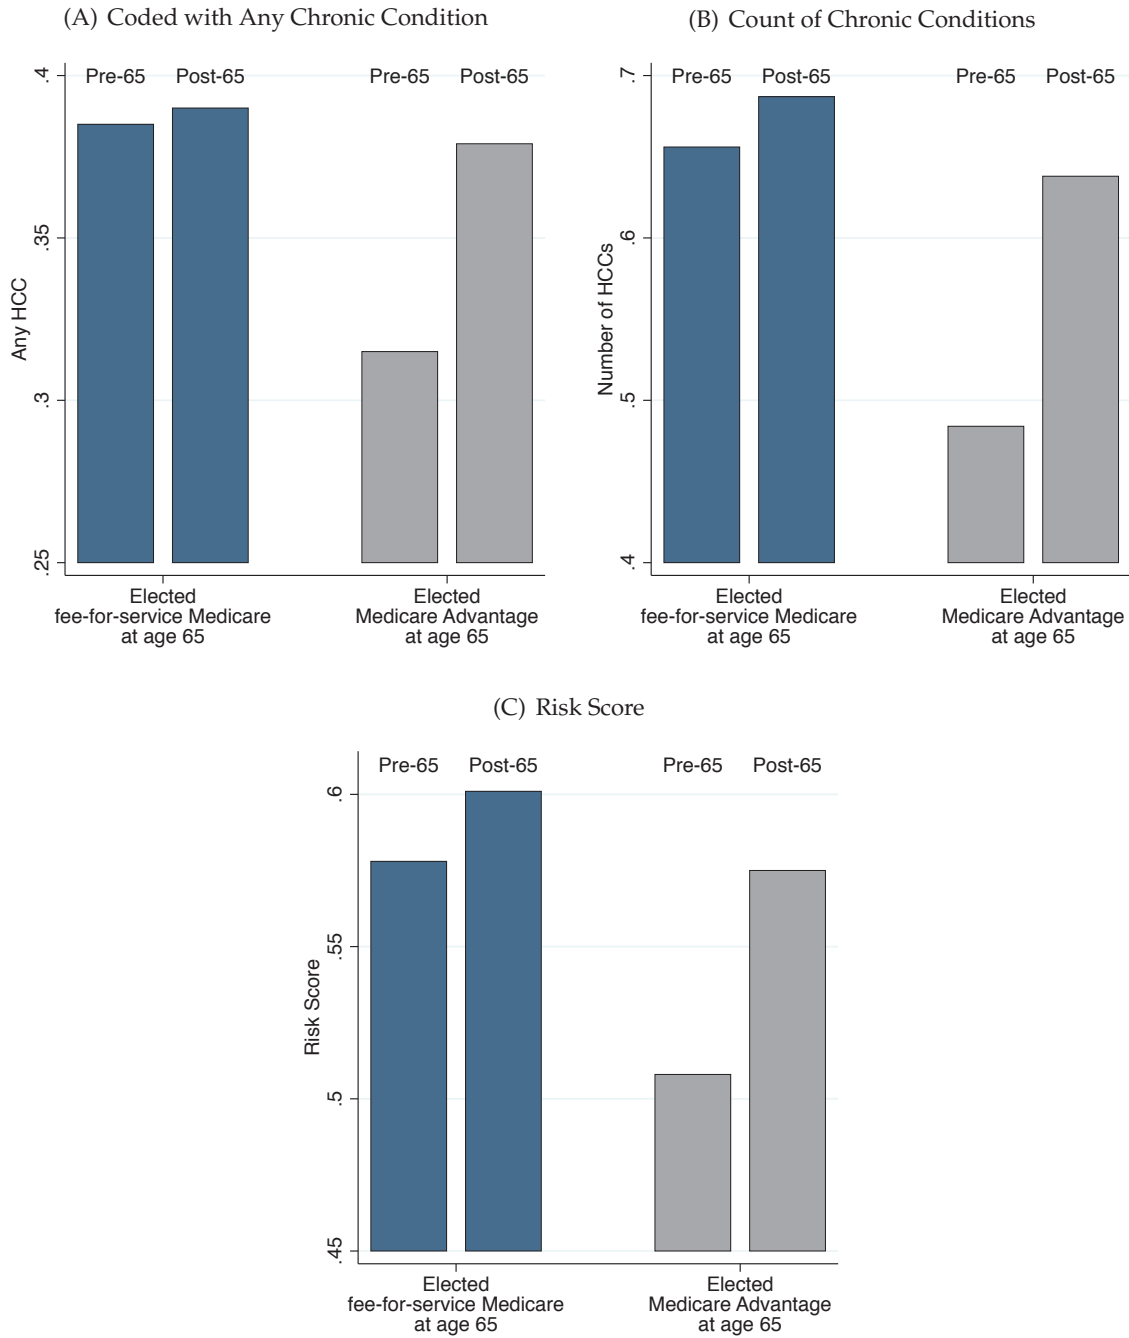 (A) Coded with Any Chronic Condition
Pre-65 Post-65 Pre-65 Post-65
.4
.35
.3
.25
Any HCC
Elected
fee-for-service Medicare
at age 65
Elected
Medicare Advantage
at age 65
(B) Count of Chronic Conditions
Pre-65 Post-65 Pre-65 Post-65
.7
.6
.5
.4
Number of HCCs
Elected
fee-for-service Medicare
at age 65
Elected
Medicare Advantage
at age 65
(C) Risk Score
Pre-65 Post-65 Pre-65 Post-65
.6
.55
.5
.45
Risk Score
Elected
fee-for-service Medicare
at age 65
Elected
Medicare Advantage
at age 65